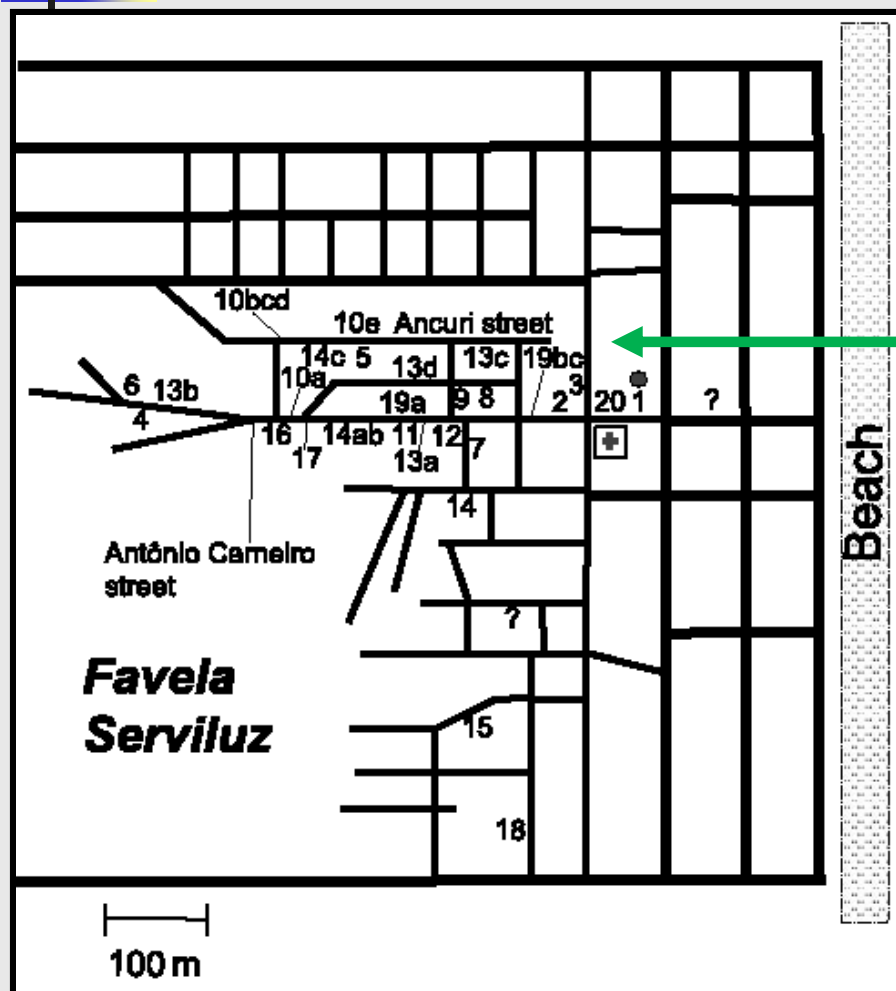 10bcd
10e Ancuri street
14c 5
13d
13c
19bc
10a
6
13b
3
4
19a
9 8
2
20 1
?
16
17
14ab
11
12
7
13a
14
Antônio Carneiro
street
?
Favela
Serviluz
15
18
100 m
Beach